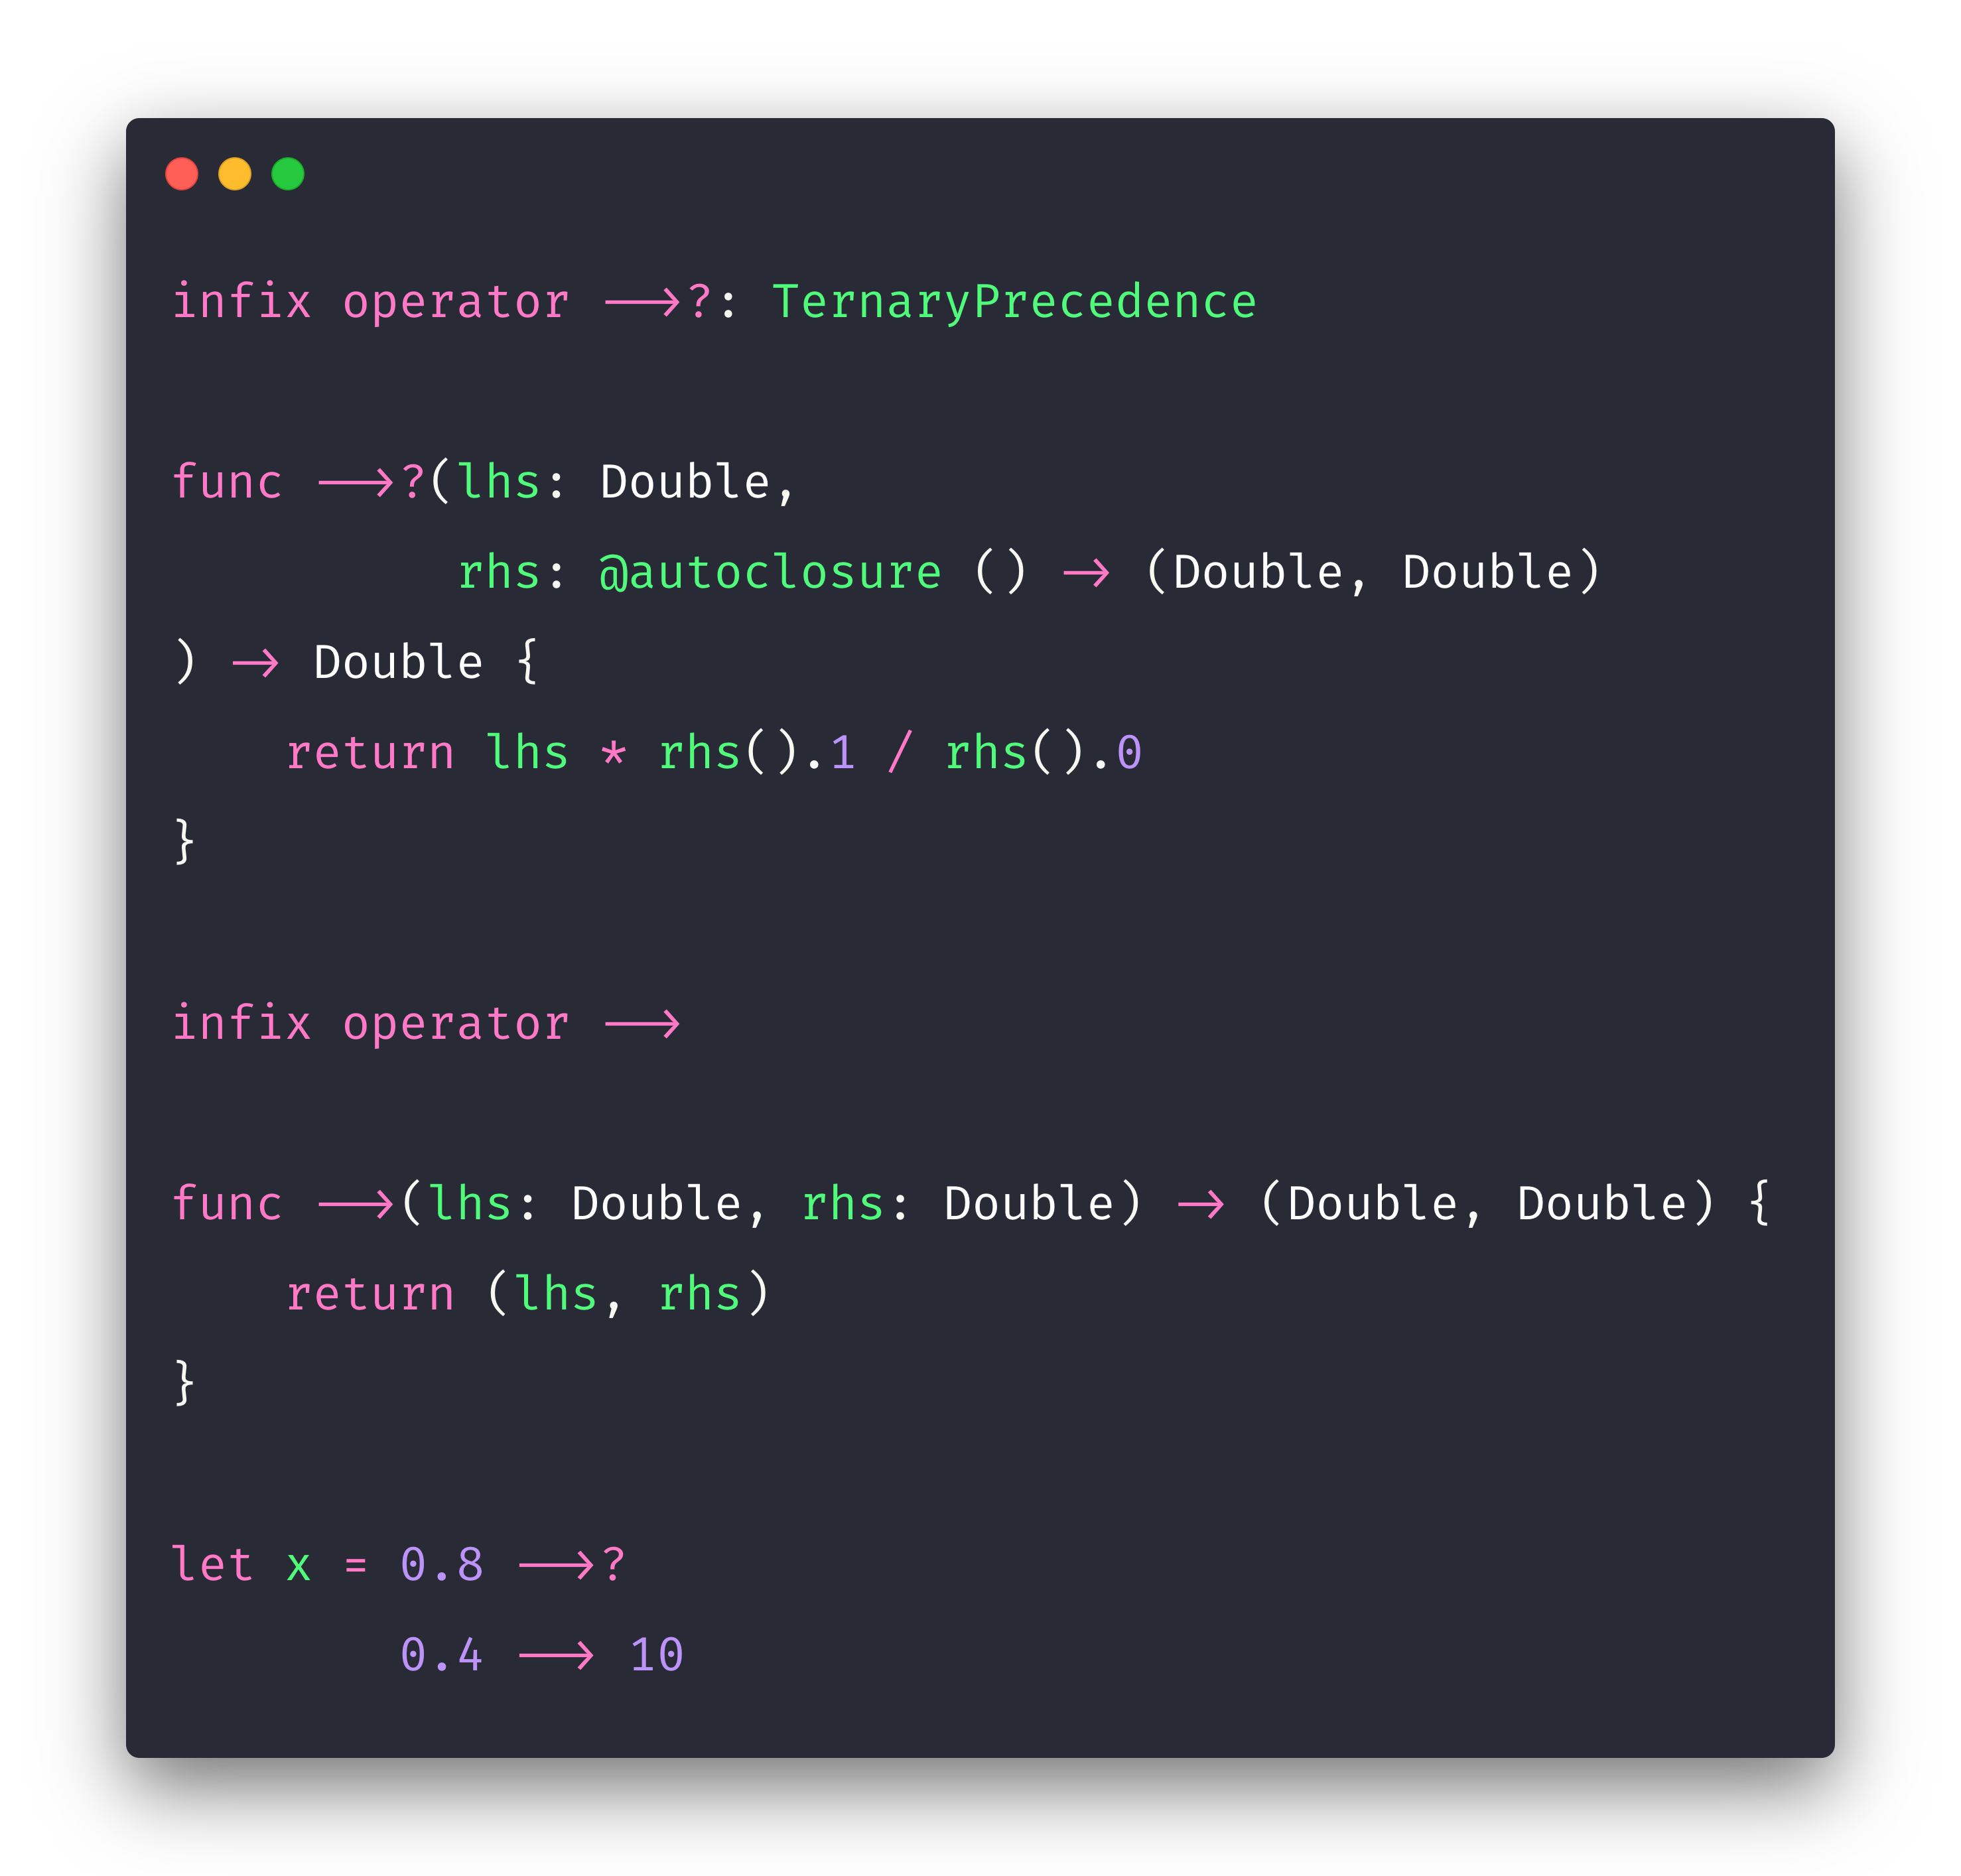 infix operator -->?: TernaryPrecedence
func -->?(lhs: Double,
          rhs: @autoclosure () -> (Double, Double)
) -> Double {
    return lhs * rhs().1 / rhs().0
}
infix operator -->
func -->(lhs: Double, rhs: Double) -> (Double, Double) {
    return (lhs, rhs)
}
let x = 0.8 -->?
        0.4 --> 10